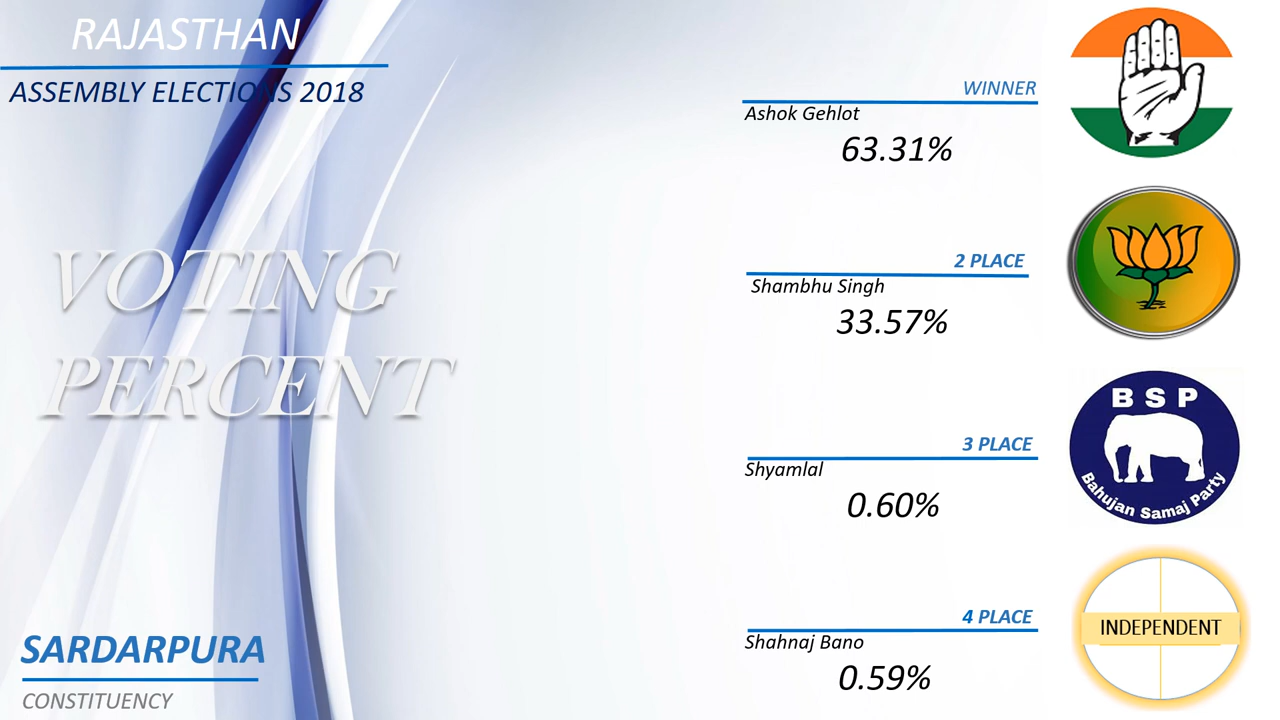 RAJASTHAN
ASSEMBLY ELECTIONS 2018
VOTING
PERCENT
SARDARPURA
CONSTITUENCY
WINNER
Ashok Gehlot
63.31%
2 PLACE
Shambhu Singh
33.57%
BSP
Bahujan Samaj Party
3 PLACE
Shyamlal
0.60%
4 PLACE
Shahnaj Bano
0.59%
INDEPENDENT